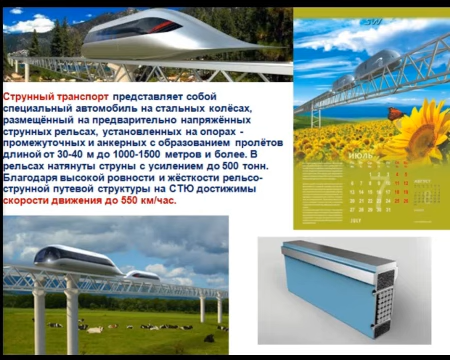 Струнный транспорт представляет собой
специальный автомобиль на стальных колёсах,
размещённый на предварительно напряжённых
струнных рельсах, установленных на опорах -
промежуточных и анкерных с образованием пролётов
длиной от 30-40 м до 1000-1500 метров и более. В
рельсах натянуты струны с усилением до 500 тонн.
Благодаря высокой ровности и жёсткости рельсо-
струнной путевой структуры на СТЮ достижимы
скорости движения до 550 км/час.
SW
ИЮЛЬ